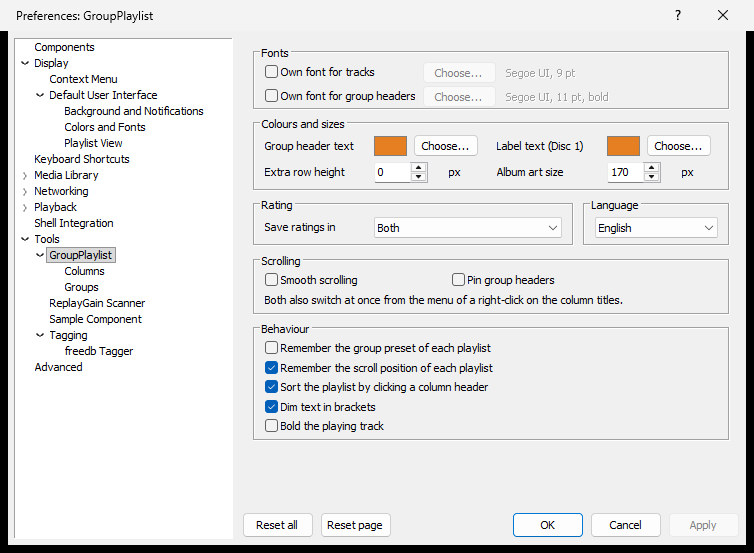 Preferences: GroupPlaylist
Components
Display
Context Menu
Default User Interface
Background and Notifications
Colors and Fonts
Playlist View
Keyboard Shortcuts
Media Library
Networking
Playback
Shell Integration
Tools
GroupPlaylist
Columns
Groups
ReplayGain Scanner
Sample Component
Tagging
freedb Tagger
Advanced
Fonts
Own font for tracks Choose... Segoe UI, 9 pt
Own font for group headers Choose... Segoe UI, 11 pt, bold
Colours and sizes
Group header text Choose... Label text (Disc 1) Choose...
Extra row height 0 px Album art size 170 px
Rating
Save ratings in Both
Language
English
Scrolling
Smooth scrolling Pin group headers
Both also switch at once from the menu of a right-click on the column titles.
Behaviour
Remember the group preset of each playlist
Remember the scroll position of each playlist
Sort the playlist by clicking a column header
Dim text in brackets
Bold the playing track
Reset all Reset page OK Cancel Apply